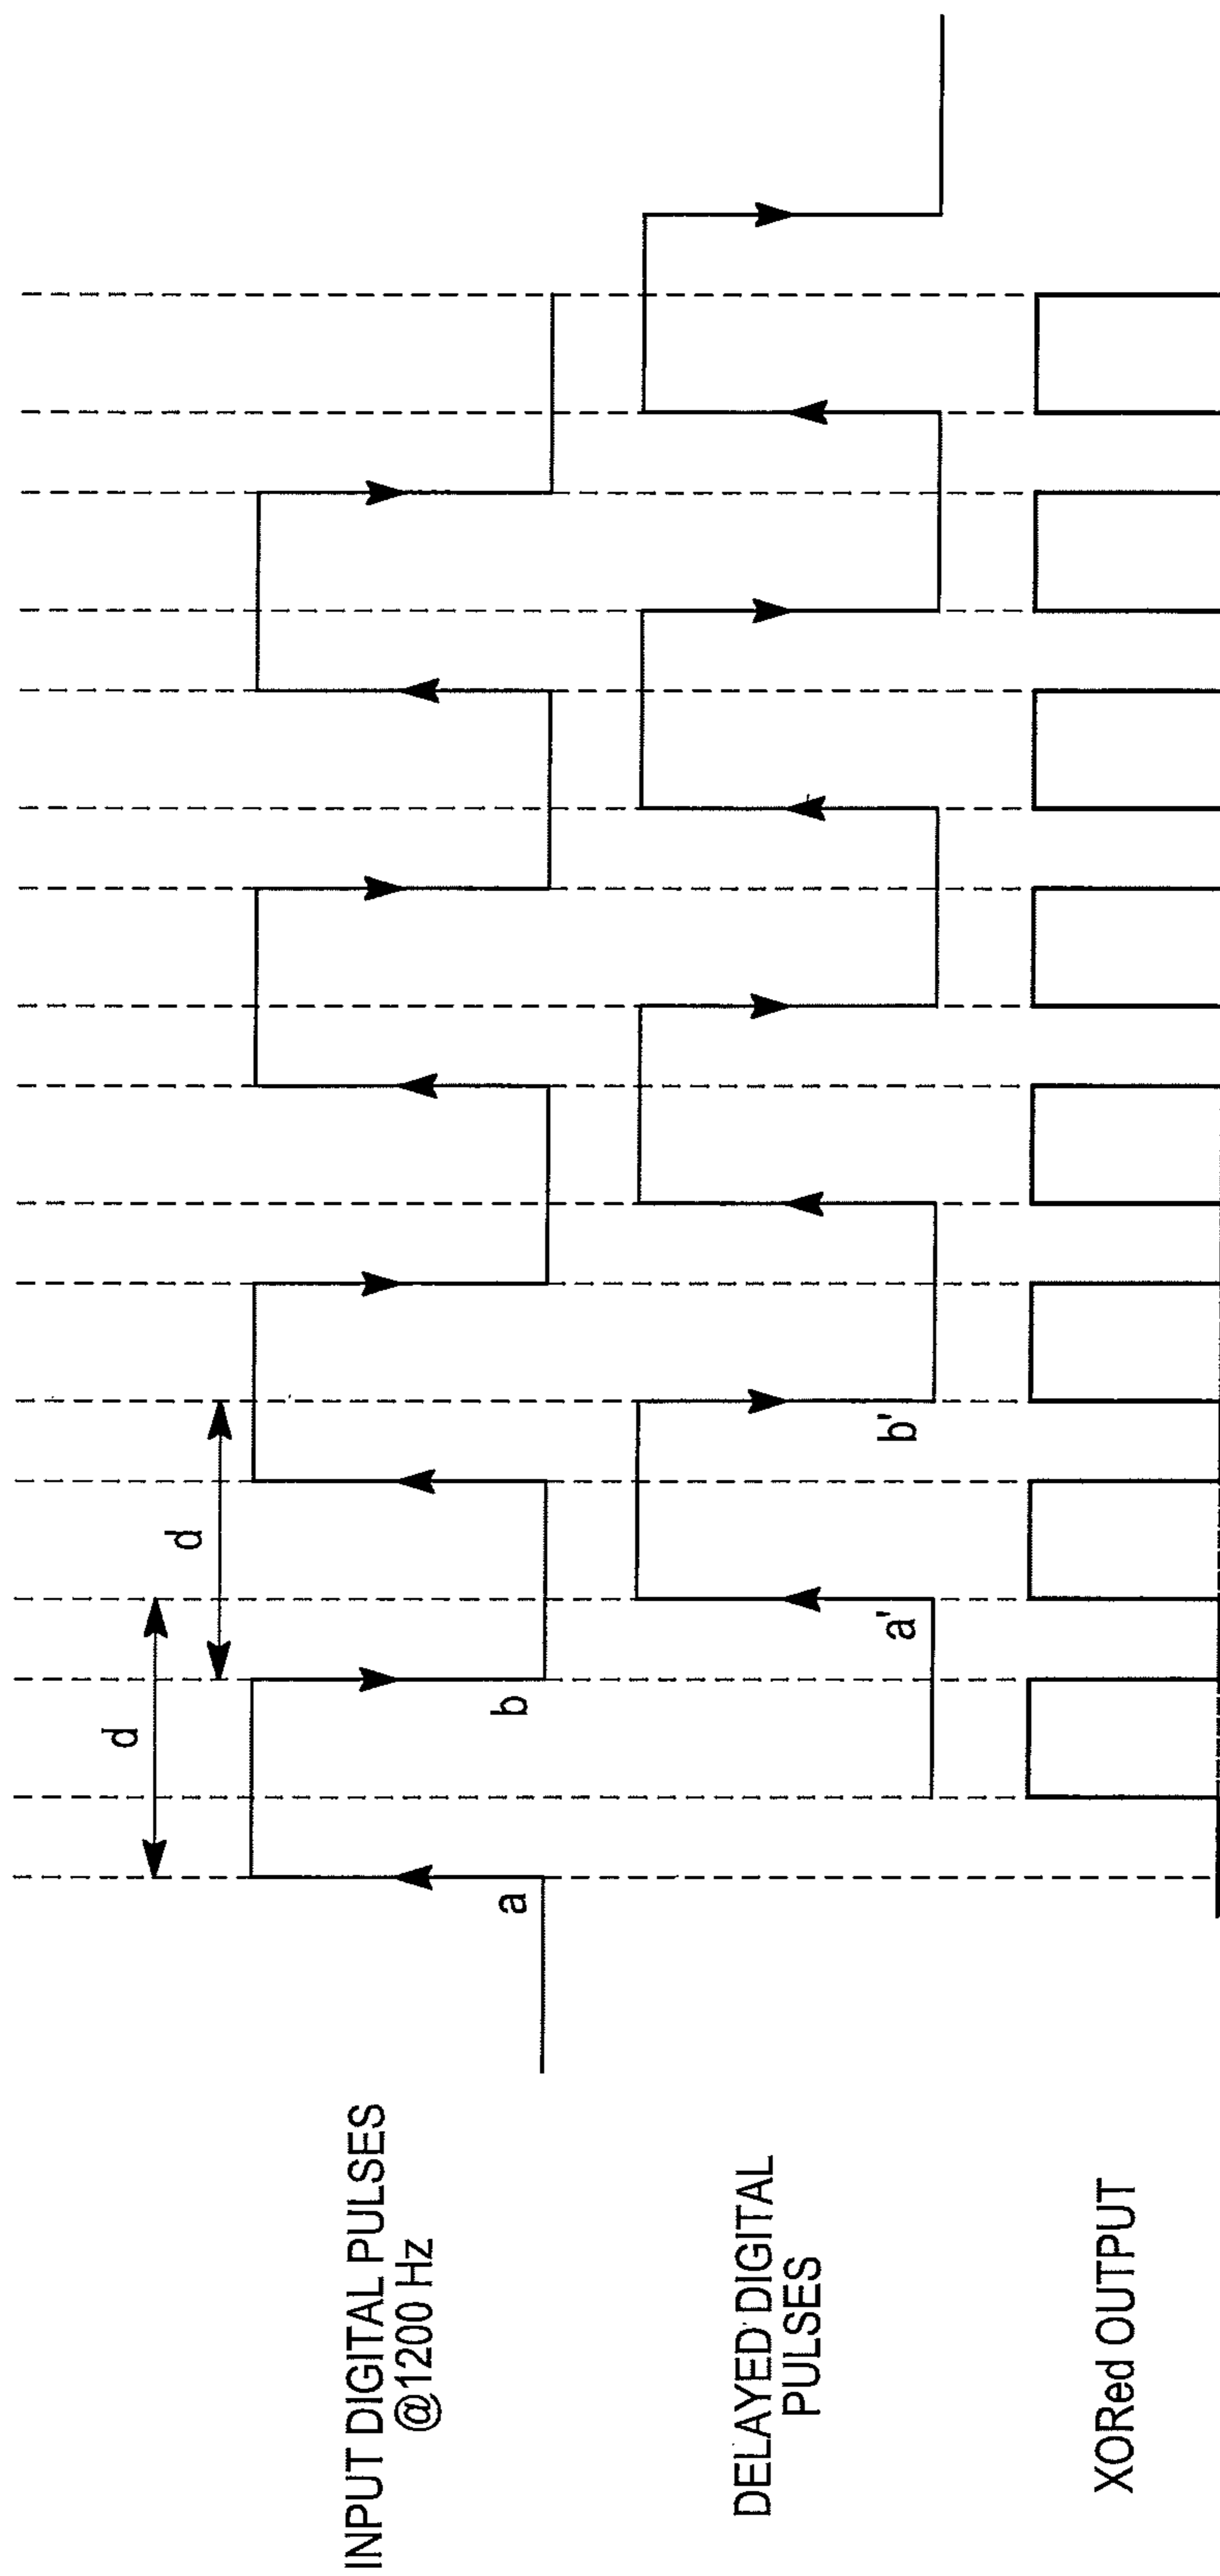 d
d
INPUT DIGITAL PULSES
@1200 Hz
a
b
DELAYED DIGITAL
PULSES
a'
b'
XORed OUTPUT